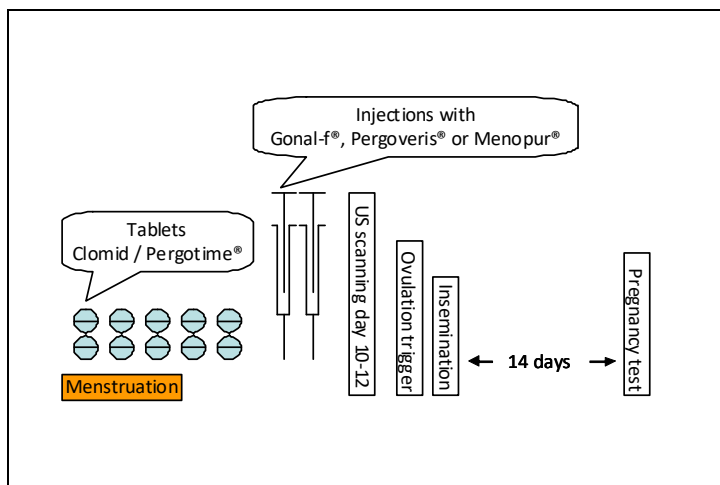 Injections with
Gonal-f®, Pergoveris® or Menopur®
Tablets
Clomid / Pergotime®
US scanning day 10-12
Ovulation trigger
Insemination
14 days
Pregnancy test
Menstruation